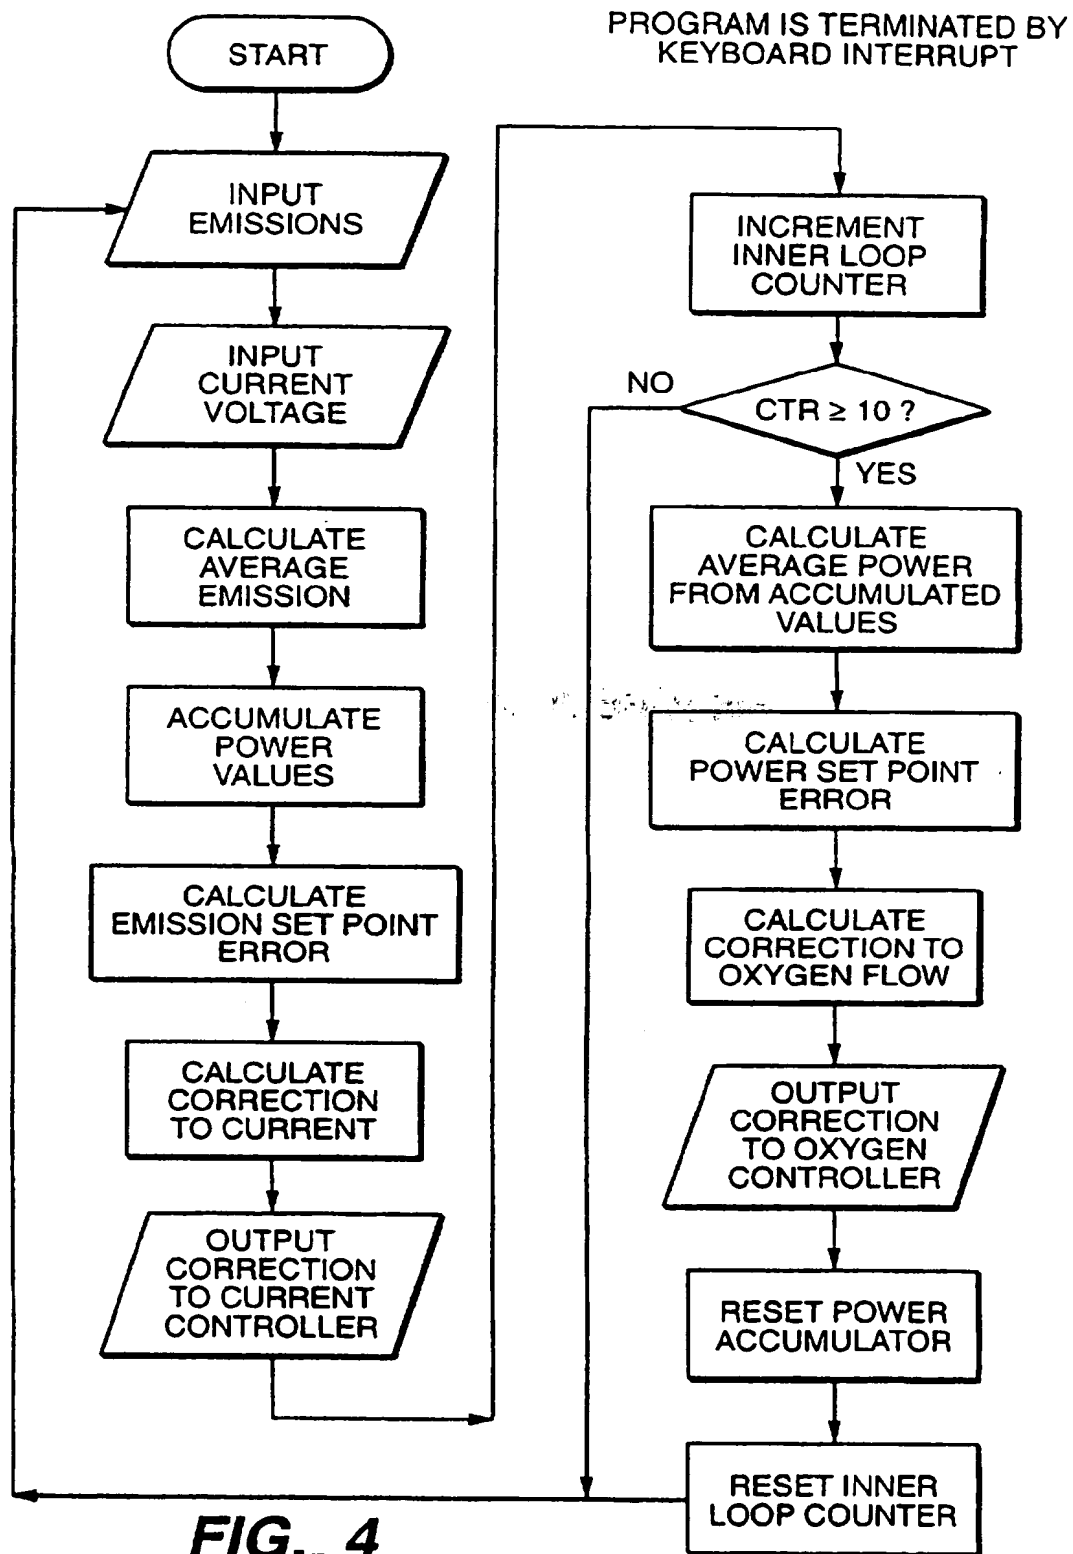 START
INPUT
EMISSIONS
INPUT
CURRENT
VOLTAGE
CALCULATE
AVERAGE
EMISSION
ACCUMULATE
POWER
VALUES
CALCULATE
EMISSION SET POINT
ERROR
CALCULATE
CORRECTION
TO CURRENT
OUTPUT
CORRECTION
TO CURRENT
CONTROLLER
PROGRAM IS TERMINATED BY
KEYBOARD INTERRUPT
INCREMENT
INNER LOOP
COUNTER
CTR ≥ 10 ?
NO
YES
CALCULATE
AVERAGE POWER
FROM ACCUMULATED
VALUES
CALCULATE
POWER SET POINT
ERROR
CALCULATE
CORRECTION TO
OXYGEN FLOW
OUTPUT
CORRECTION
TO OXYGEN
CONTROLLER
RESET POWER
ACCUMULATOR
RESET INNER
LOOP COUNTER
FIG._4